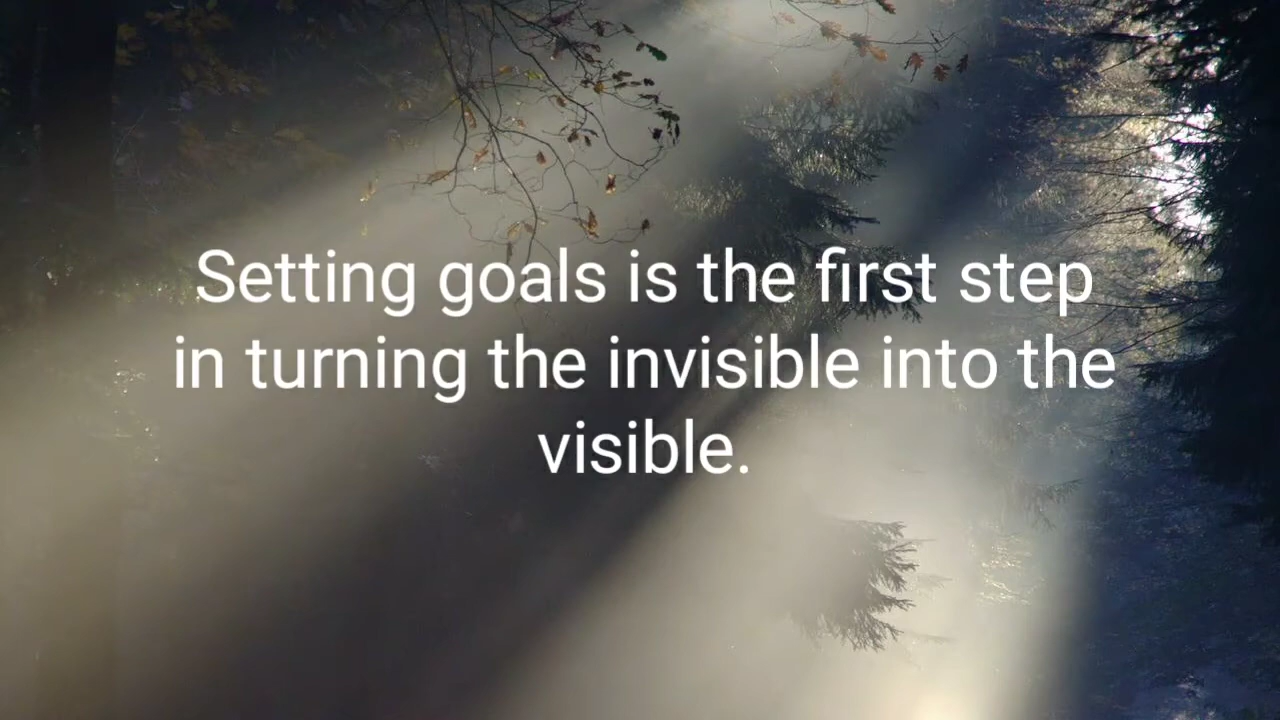 Setting goals is the first step
in turning the invisible into the
visible.